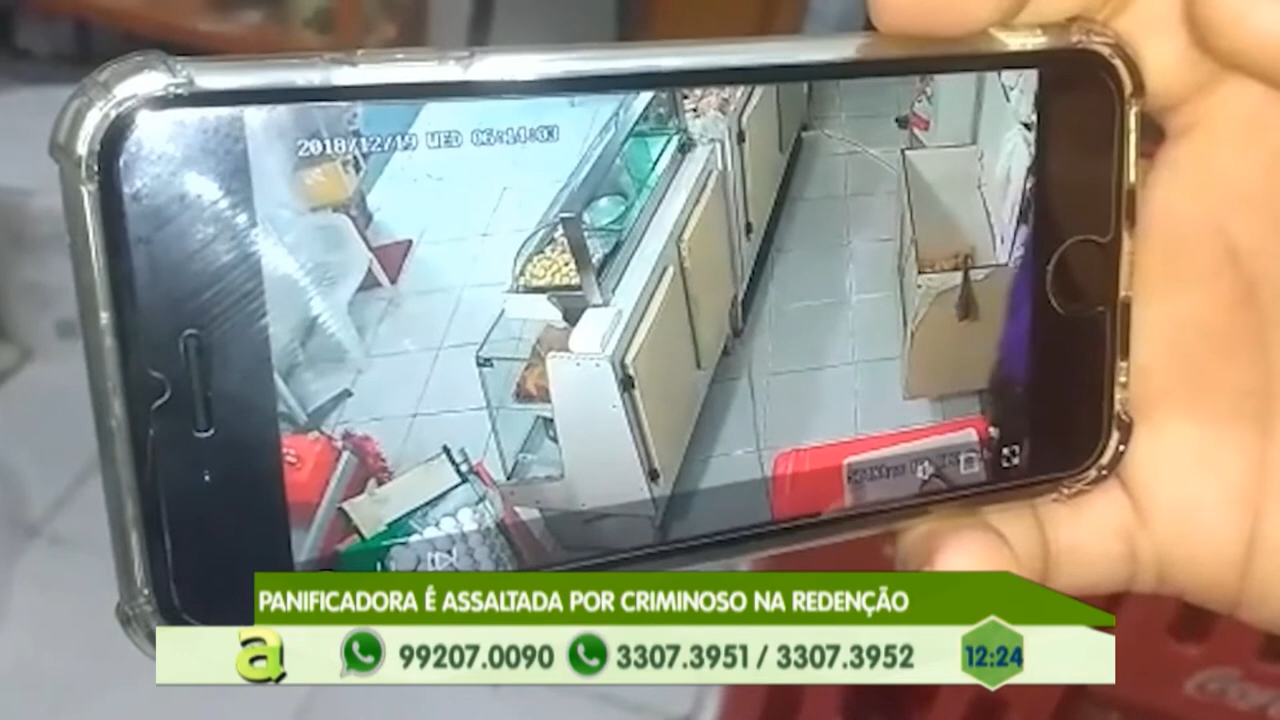 2018/12/19 WED 06:14:03
PANIFICADORA É ASSALTADA POR CRIMINOSO NA REDENÇÃO
a 99207.0090 3307.3951 / 3307.3952 12:24